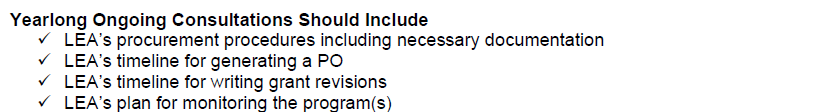 Yearlong Ongoing Consultations Should Include
✓ LEA's procurement procedures including necessary documentation
✓ LEA's timeline for generating a PO
✓ LEA's timeline for writing grant revisions
✓ LEA's plan for monitoring the program(s)